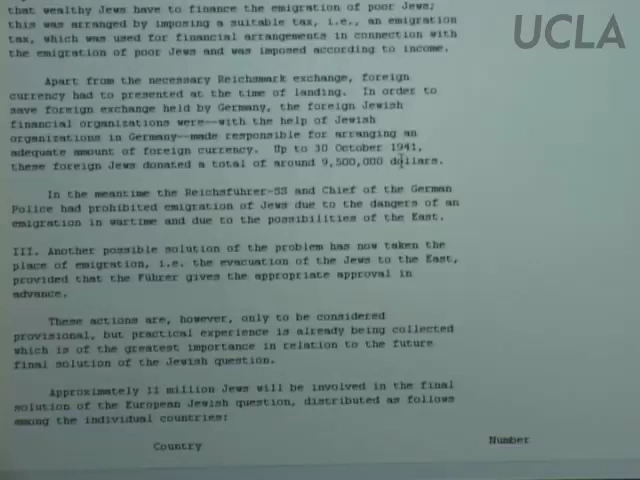 that wealthy Jews have to finance the emigration of poor Jews;
this was arranged by imposing a suitable tax, i.e., an emigration
tax, which was used for financial arrangements in connection with
the emigration of poor Jews and was imposed according to income.
Apart from the necessary Reichsmark exchange, foreign
currency had to presented at the time of landing. In order to
save foreign exchange held by Germany, the foreign Jewish
financial organizations were--with the help of Jewish
organizations in Germany--made responsible for arranging an
adequate amount of foreign currency. Up to 30 October 1941,
these foreign Jews donated a total of around 9,500,000 dollars.
In the meantime the Reichsfuhrer-SS and Chief of the German
Police had prohibited emigration of Jews due to the dangers of an
emigration in wartime and due to the possibilities of the East.
III. Another possible solution of the problem has now taken the
place of emigration, i.e. the evacuation of the Jews to the East,
provided that the Führer gives the appropriate approval in
advance.
These actions are, however, only to be considered
provisional, but practical experience is already being collected
which is of the greatest importance in relation to the future
final solution of the Jewish question.
Approximately 11 million Jews will be involved in the final
solution of the European Jewish question, distributed as follows
among the individual countries:
Country Number
UCLA